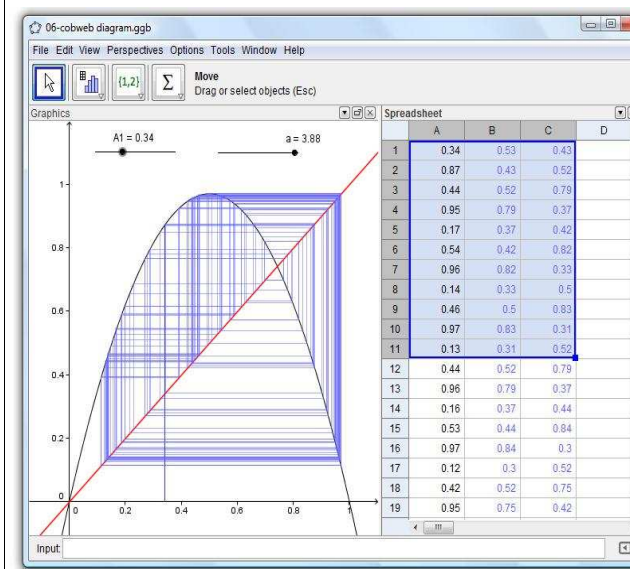 06-cobweb diagram.ggb
File Edit View Perspectives Options Tools Window Help
{1,2} Σ Move
Drag or select objects (Esc)
Graphics
A1 = 0.34 a = 3.88
1
0.8
0.6
0.4
0.2
0
0 0.2 0.4 0.6 0.8 1
Spreadsheet
A B C D
1 0.34 0.53 0.43
2 0.87 0.43 0.52
3 0.44 0.52 0.79
4 0.95 0.79 0.37
5 0.17 0.37 0.42
6 0.54 0.42 0.82
7 0.96 0.82 0.33
8 0.14 0.33 0.5
9 0.46 0.5 0.83
10 0.97 0.83 0.31
11 0.13 0.31 0.52
12 0.44 0.52 0.79
13 0.96 0.79 0.37
14 0.16 0.37 0.44
15 0.53 0.44 0.84
16 0.97 0.84 0.3
17 0.12 0.3 0.52
18 0.42 0.52 0.75
19 0.95 0.75 0.42
Input: